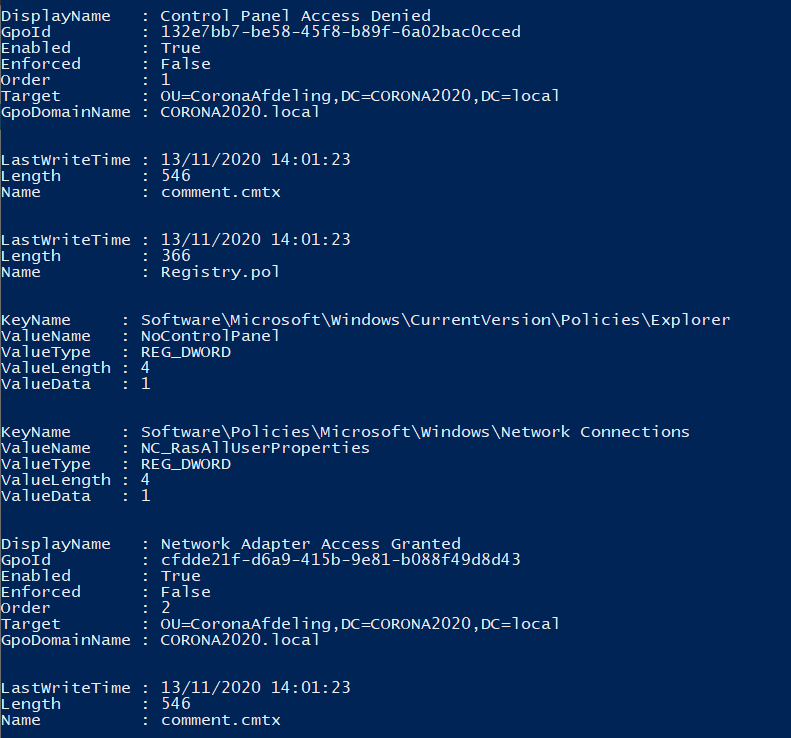 DisplayName   : Control Panel Access Denied
GpoId         : 132e7bb7-be58-45f8-b89f-6a02bac0cced
Enabled       : True
Enforced      : False
Order         : 1
Target        : OU=CoronaAfdeling,DC=CORONA2020,DC=local
GpoDomainName : CORONA2020.local
LastWriteTime : 13/11/2020 14:01:23
Length        : 546
Name          : comment.cmtx
LastWriteTime : 13/11/2020 14:01:23
Length        : 366
Name          : Registry.pol
KeyName     : Software\Microsoft\Windows\CurrentVersion\Policies\Explorer
ValueName   : NoControlPanel
ValueType   : REG_DWORD
ValueLength : 4
ValueData   : 1
KeyName     : Software\Policies\Microsoft\Windows\Network Connections
ValueName   : NC_RasAllUserProperties
ValueType   : REG_DWORD
ValueLength : 4
ValueData   : 1
DisplayName   : Network Adapter Access Granted
GpoId         : cfdde21f-d6a9-415b-9e81-b088f49d8d43
Enabled       : True
Enforced      : False
Order         : 2
Target        : OU=CoronaAfdeling,DC=CORONA2020,DC=local
GpoDomainName : CORONA2020.local
LastWriteTime : 13/11/2020 14:01:23
Length        : 546
Name          : comment.cmtx